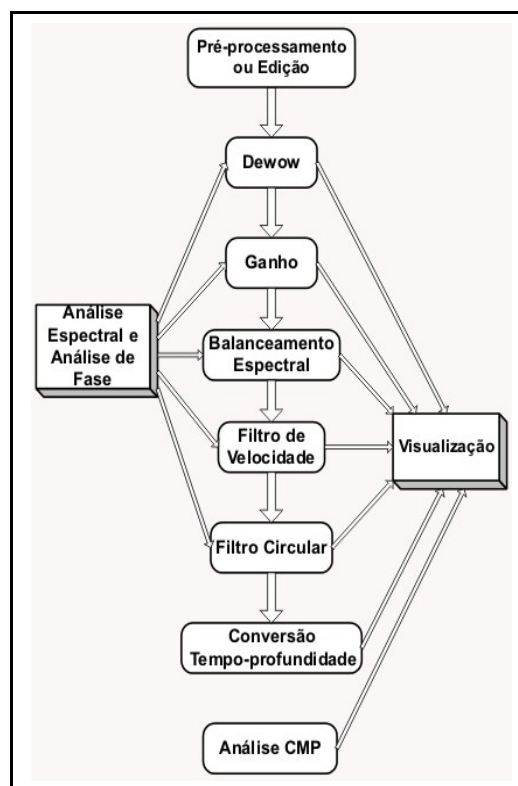 Pré-processamento
ou Edição
Dewow
Ganho
Análise
Espectral e
Análise de
Fase
Balanceamento
Espectral
Filtro de
Velocidade
Visualização
Filtro Circular
Conversão
Tempo-profundidade
Análise CMP